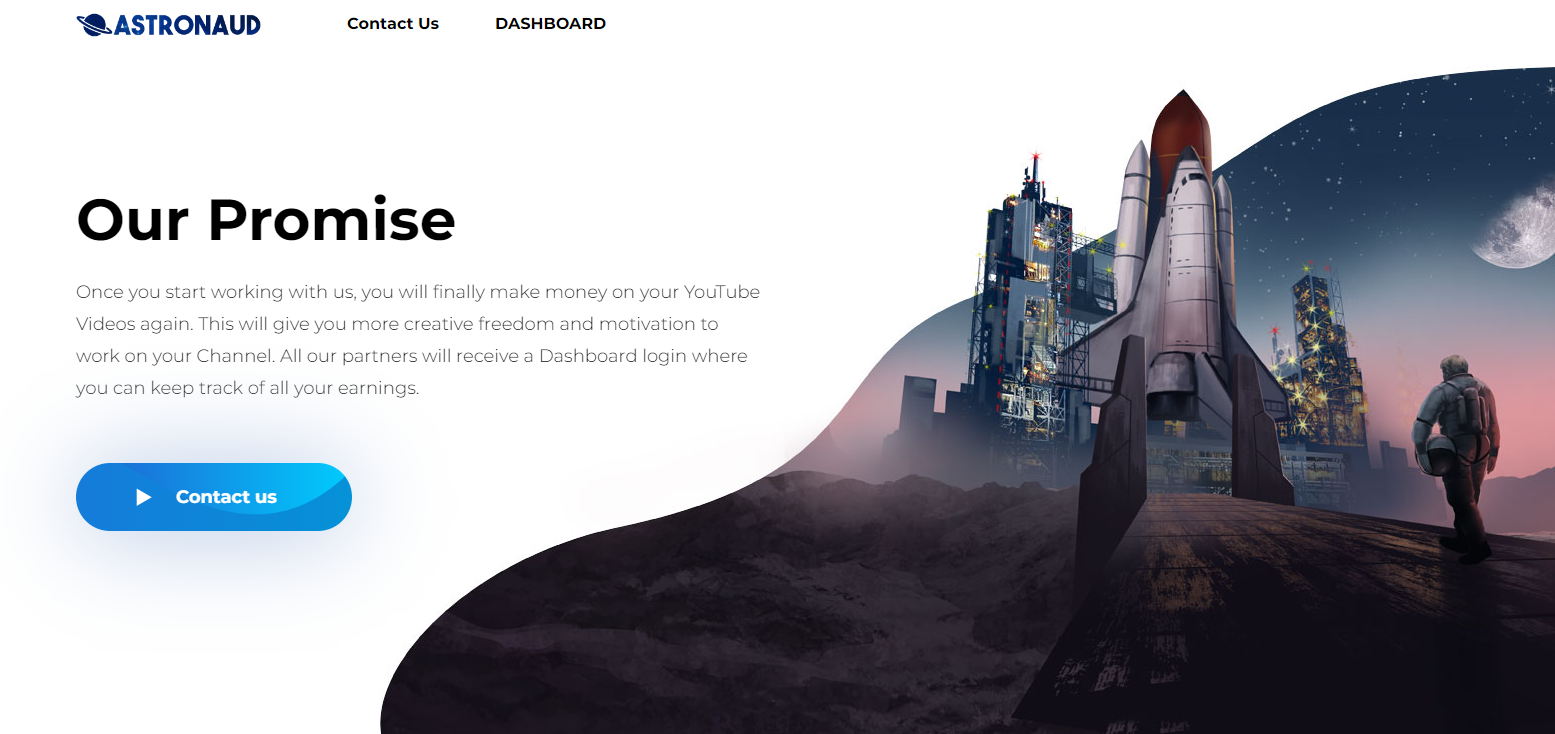 ASTRONAUD
Contact Us
DASHBOARD
Our Promise
Once you start working with us, you will finally make money on your YouTube
Videos again. This will give you more creative freedom and motivation to
work on your Channel. All our partners will receive a Dashboard login where
you can keep track of all your earnings.
Contact us